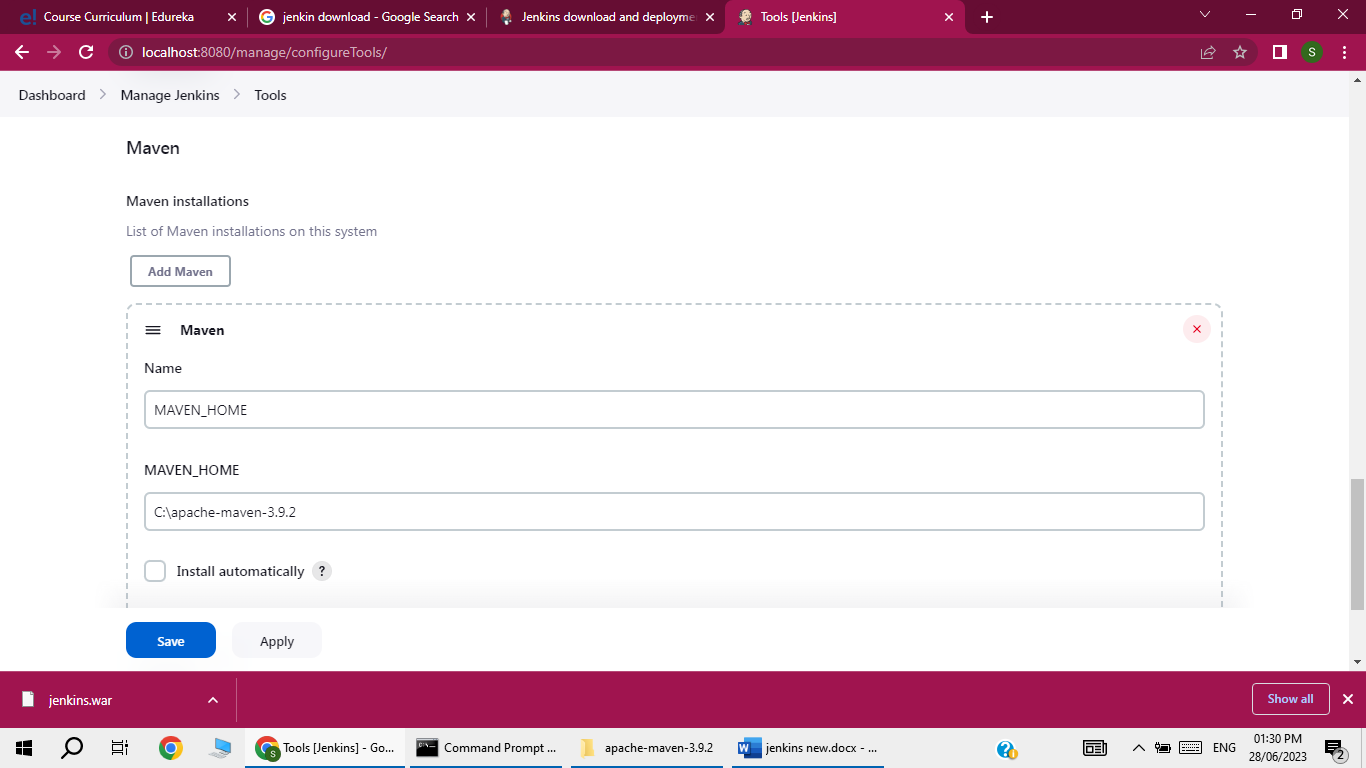 e! Course Curriculum | Edureka
jenkin download - Google Search
Jenkins download and deployme
Tools [Jenkins]
localhost:8080/manage/configureTools/
S
Dashboard > Manage Jenkins > Tools
Maven
Maven installations
List of Maven installations on this system
Add Maven
Maven
Name
MAVEN_HOME
MAVEN_HOME
C:\apache-maven-3.9.2
Install automatically ?
Save
Apply
jenkins.war
Show all
Tools [Jenkins] - Go...
Command Prompt ...
apache-maven-3.9.2
jenkins new.docx - ...
ENG
01:30 PM
28/06/2023
2